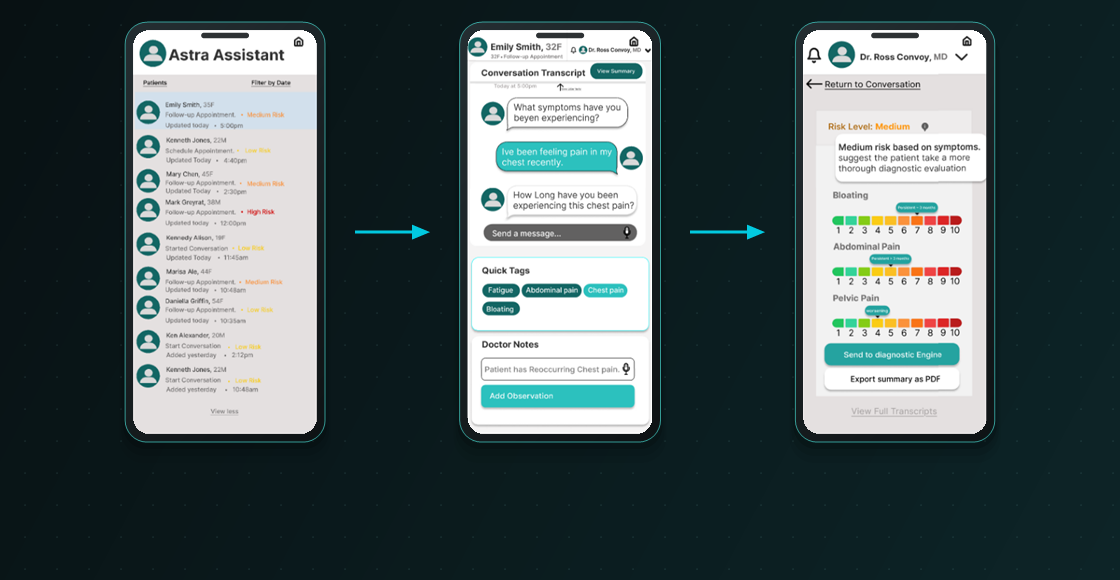 Astra Assistant
Patients
Filter by Date
Emily Smith, 35F
Follow-up Appointment. • Medium Risk
Updated today • 5:00pm
Kenneth Jones, 22M
Schedule Appointment. • Low Risk
Updated Today • 4:40pm
Mary Chen, 45F
Follow-up Appointment. • Medium Risk
Updated Today • 2:30pm
Mark Greyrat, 38M
Follow-up Appointment. • High Risk
Updated today • 12:00pm
Kennedy Alison, 19F
Started Conversation • Low Risk
Updated Today • 11:45am
Marisa Ale, 44F
Follow-up Appointment. • Medium Risk
Updated today • 10:48am
Daniella Griffin, 54F
Follow-up Appointment. • Low Risk
Updated today • 10:35am
Ken Alexander, 20M
Start Conversation • Low Risk
Added yesterday • 2:12pm
Kenneth Jones, 22M
Start Conversation • Low Risk
Added yesterday • 10:48am
View less
Emily Smith, 32F
32F • Follow-up Appointment
Dr. Ross Convoy, MD
Conversation Transcript
View Summary
Today at 5:00pm
What symptoms have you
beyen experiencing?
Ive been feeling pain in my
chest recently.
How Long have you been
experiencing this chest pain?
Send a message...
Quick Tags
Fatigue
Abdominal pain
Chest pain
Bloating
Doctor Notes
Patient has Reoccurring Chest pain.
Add Observation
Dr. Ross Convoy, MD
Return to Conversation
Risk Level: Medium
Medium risk based on symptoms.
suggest the patient take a more
thorough diagnostic evaluation
Bloating
1 2 3 4 5 6 7 8 9 10
Abdominal Pain
1 2 3 4 5 6 7 8 9 10
Pelvic Pain
1 2 3 4 5 6 7 8 9 10
Send to diagnostic Engine
Export summary as PDF
View Full Transcripts